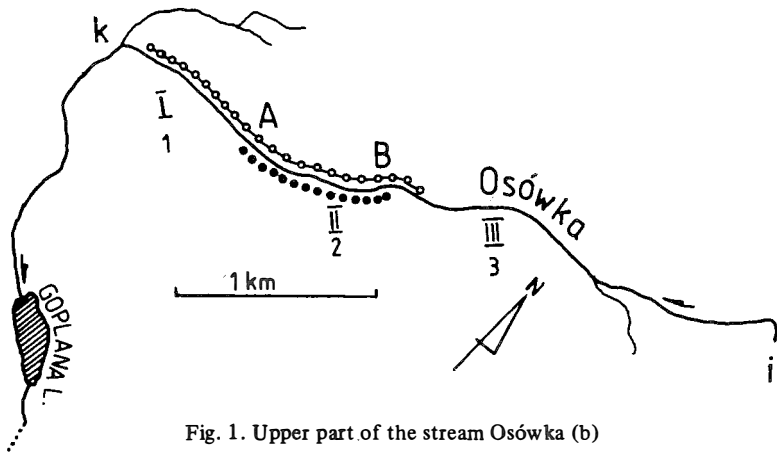 k
A
B
I
1
II
2
Osówka
III
3
1 km
N
GOPLANA L.
i
Fig. 1. Upper part of the stream Osówka (b)